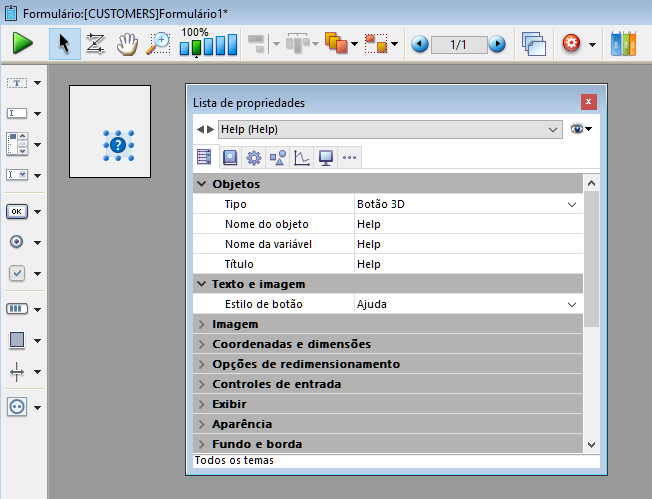 Formulário:[CUSTOMERS]Formulário1*
100%
1/1
T
OK
?
Lista de propriedades
Help (Help)
Objetos
Tipo Botão 3D
Nome do objeto Help
Nome da variável Help
Título Help
Texto e imagem
Estilo de botão Ajuda
Imagem
Coordenadas e dimensões
Opções de redimensionamento
Controles de entrada
Exibir
Aparência
Fundo e borda
Todos os temas